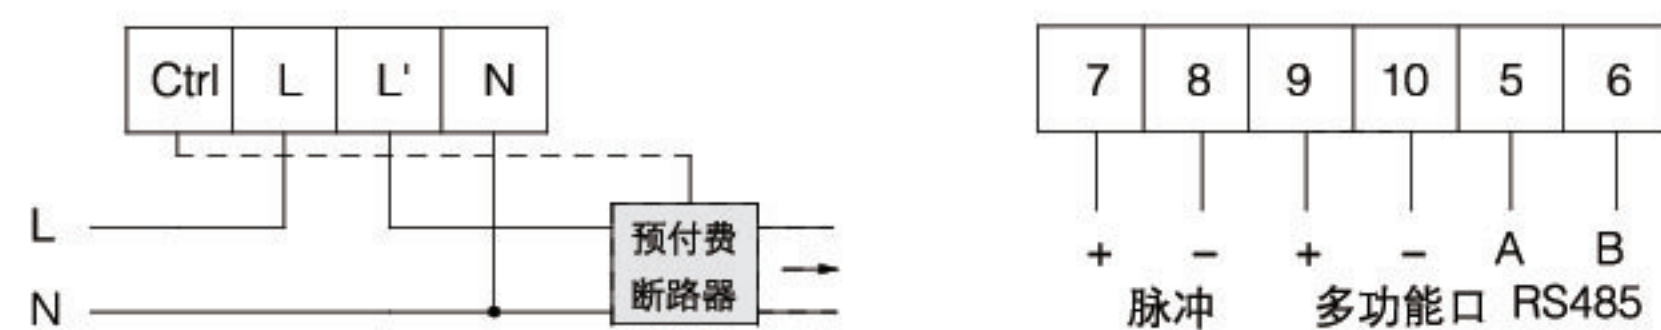 Ctrl L L' N
L
N
预付费
断路器
7 8 9 10 5 6
+ − + − A B
脉冲 多功能口 RS485